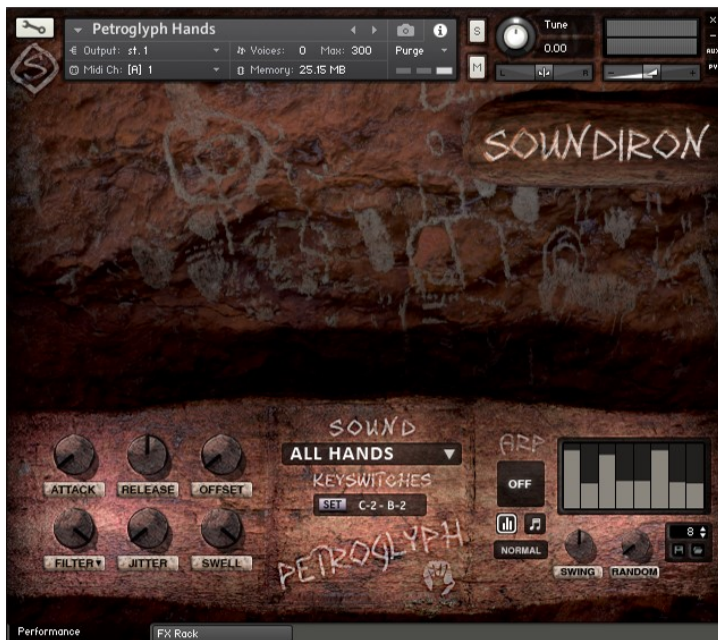 Petroglyph Hands
Output: st. 1
Voices: 0 Max: 300
Purge
Midi Ch: [A] 1
Memory: 25.15 MB
S
M
Tune
0.00
L R
- +
×
-
AUX
PV
S
SOUNDIRON
SOUND
ALL HANDS
KEYSWITCHES
SET C-2 - B-2
PETROGLYPH
ATTACK RELEASE OFFSET
FILTER JITTER SWELL
ARP
OFF
NORMAL
8
SWING RANDOM
Performance
FX Rack